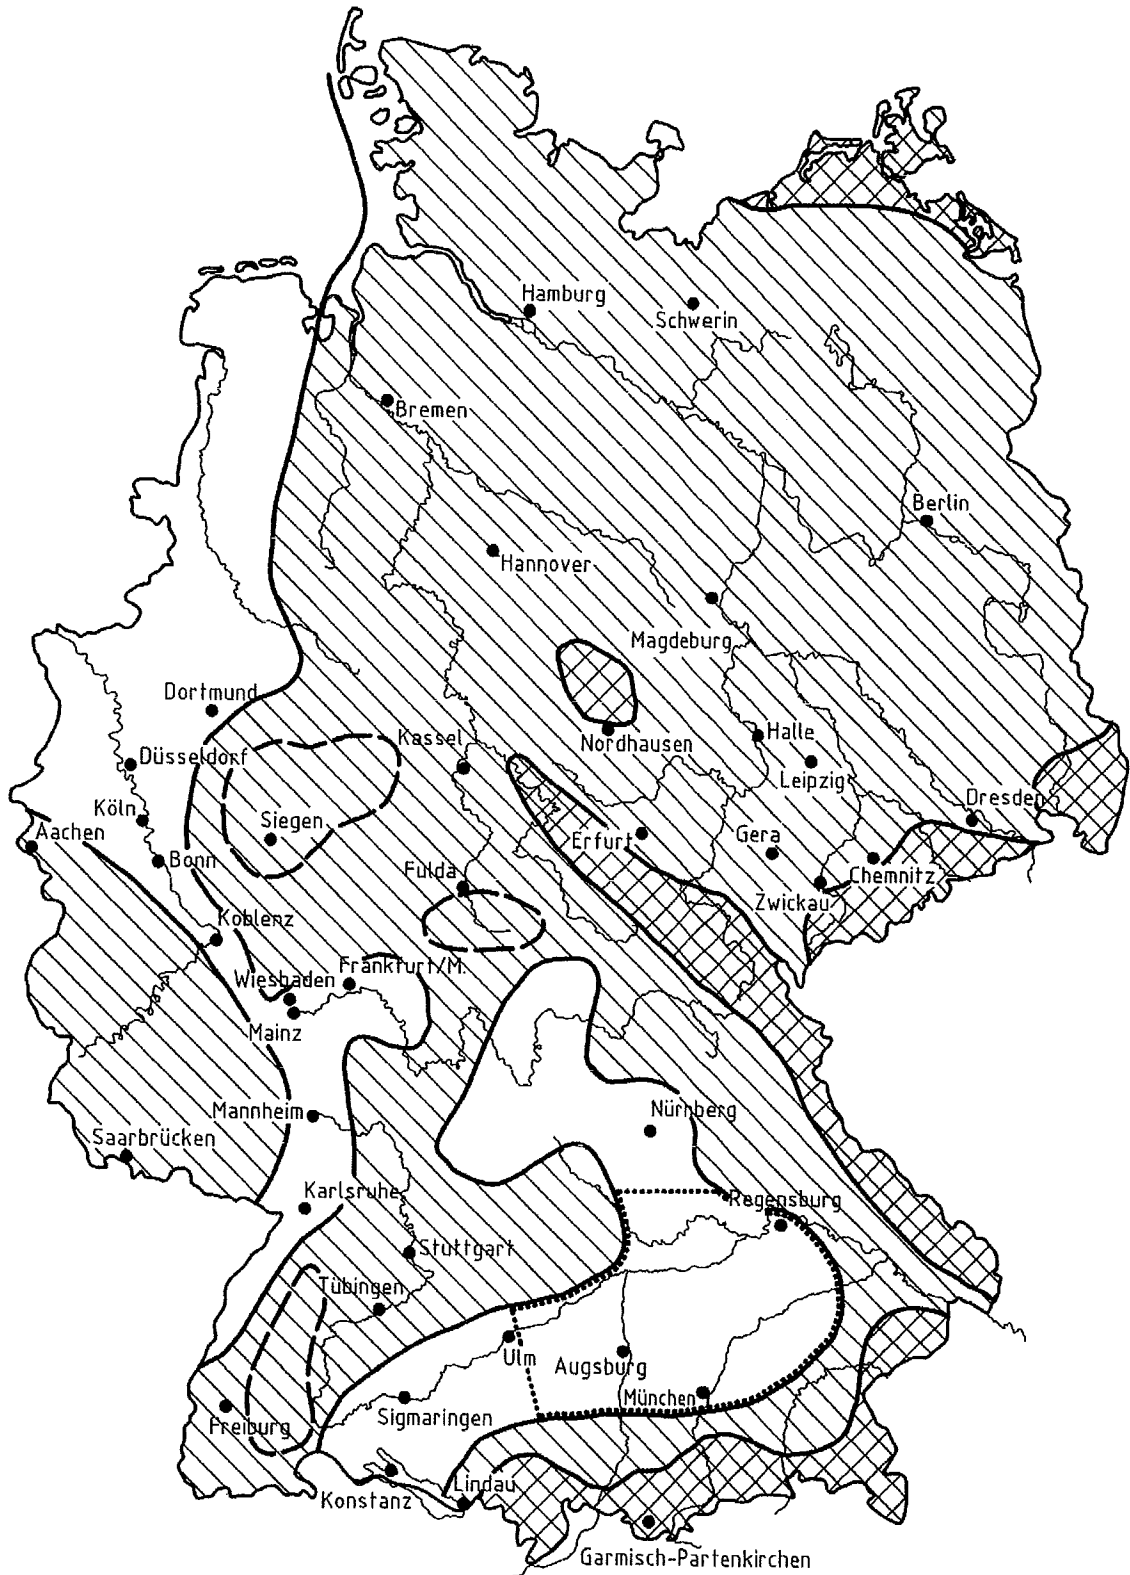 Hamburg
Schwerin
Bremen
Berlin
Hannover
Magdeburg
Dortmund
Kassel
Nordhausen
Halle
Düsseldorf
Leipzig
Köln
Siegen
Dresden
Aachen
Erfurt
Gera
Bonn
Fulda
Chemnitz
Zwickau
Koblenz
Frankfurt/M.
Wiesbaden
Mainz
Mannheim
Nürnberg
Saarbrücken
Karlsruhe
Regensburg
Stuttgart
Tübingen
Ulm
Augsburg
München
Sigmaringen
Freiburg
Lindau
Konstanz
Garmisch-Partenkirchen